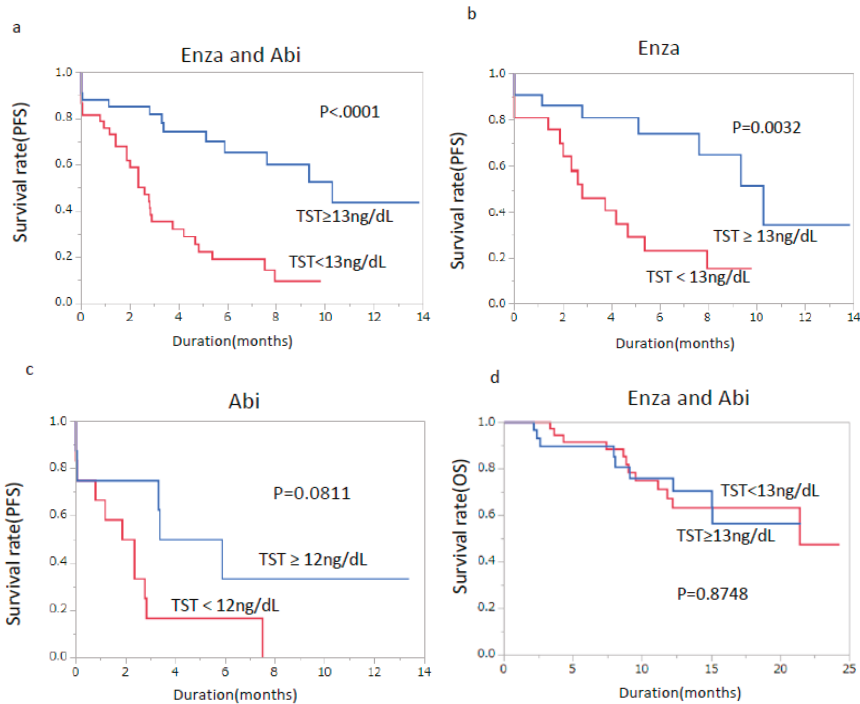 a
Enza and Abi
Survival rate(PFS)
1.0
0.8
0.6
0.4
0.2
0.0
P<.0001
TST≥13ng/dL
TST<13ng/dL
0 2 4 6 8 10 12 14
Duration(months)
b
Enza
Survival rate(PFS)
1.0
0.8
0.6
0.4
0.2
0.0
P=0.0032
TST ≥ 13ng/dL
TST < 13ng/dL
0 2 4 6 8 10 12 14
Duration(months)
c
Abi
Survival rate(PFS)
1.0
0.8
0.6
0.4
0.2
0.0
P=0.0811
TST ≥ 12ng/dL
TST < 12ng/dL
0 2 4 6 8 10 12 14
Duration(months)
d
Enza and Abi
Survival rate(OS)
1.0
0.8
0.6
0.4
0.2
0.0
TST<13ng/dL
TST≥13ng/dL
P=0.8748
0 5 10 15 20 25
Duration(months)